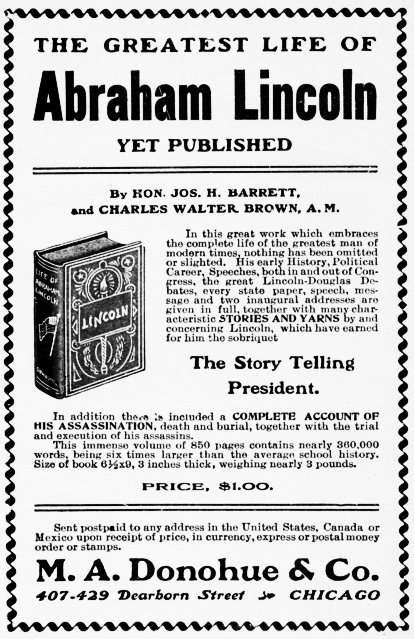 THE GREATEST LIFE OF
Abraham Lincoln
YET PUBLISHED
By HON. JOS. H. BARRETT,
and CHARLES WALTER BROWN, A. M.
In this great work which embraces
the complete life of the greatest man of
modern times, nothing has been omitted
or slighted. His early History, Political
Career, Speeches, both in and out of Con-
gress, the great Lincoln-Douglas De-
bates, every state paper, speech, mes-
sage and two inaugural addresses are
given in full, together with many char-
acteristic STORIES AND YARNS by and
concerning Lincoln, which have earned
for him the sobriquet
The Story Telling
President.
LIFE OF
ABRAHAM
LINCOLN
LINCOLN
In addition there is included a COMPLETE ACCOUNT OF
HIS ASSASSINATION, death and burial, together with the trial
and execution of his assassins.
This immense volume of 850 pages contains nearly 360,000
words, being six times larger than the average school history.
Size of book 6½x9, 3 inches thick, weighing nearly 3 pounds.
PRICE, $1.00.
Sent postpaid to any address in the United States, Canada or
Mexico upon receipt of price, in currency, express or postal money
order or stamps.
M. A. Donohue & Co.
407-429 Dearborn Street CHICAGO